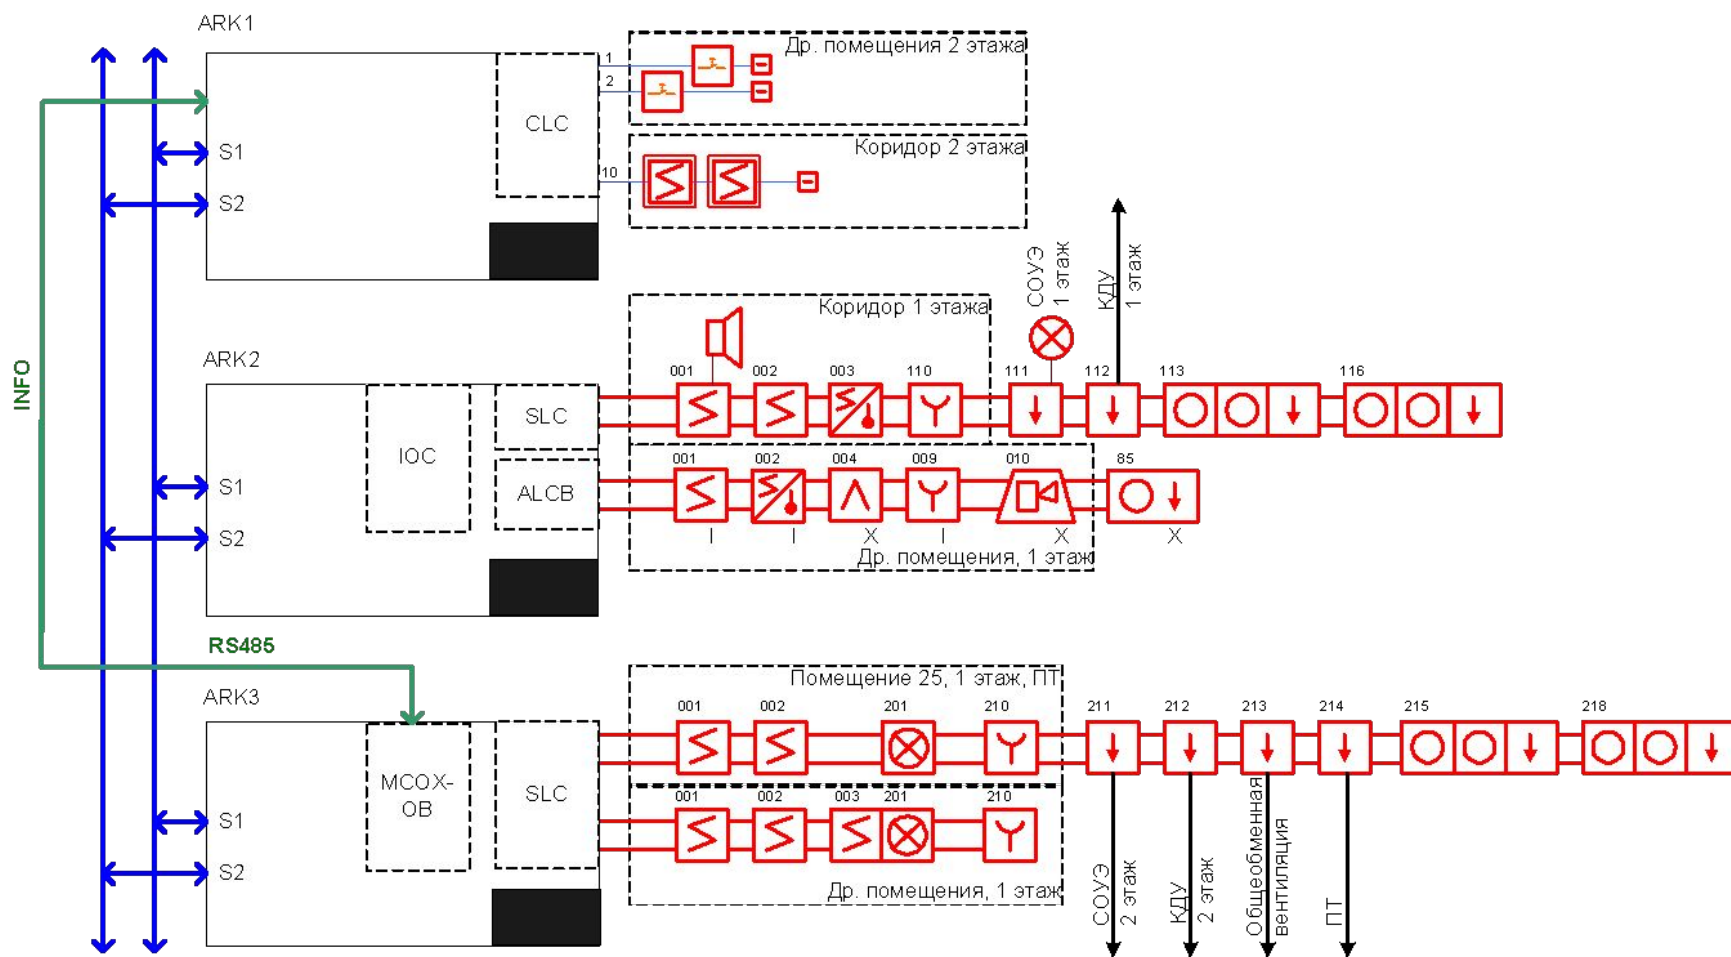 ARK1
Др. помещения 2 этажа
1
2
CLC
Коридор 2 этажа
S1
10
S2
СОУЭ
1 этаж
КДУ
1 этаж
Коридор 1 этажа
INFO
ARK2
001
002
003
110
111
112
113
116
SLC
IOC
001
002
004
009
010
85
ALCB
S1
S2
I
I
X
I
X
X
Др. помещения, 1 этаж
RS485
Помещение 25, 1 этаж, ПТ
ARK3
001
002
201
210
211
212
213
214
215
218
MCOX-
OB
SLC
001
002
003
201
210
S1
S2
Др. помещения, 1 этаж
СОУЭ
2 этаж
КДУ
2 этаж
Общеобменная
вентиляция
ПТ